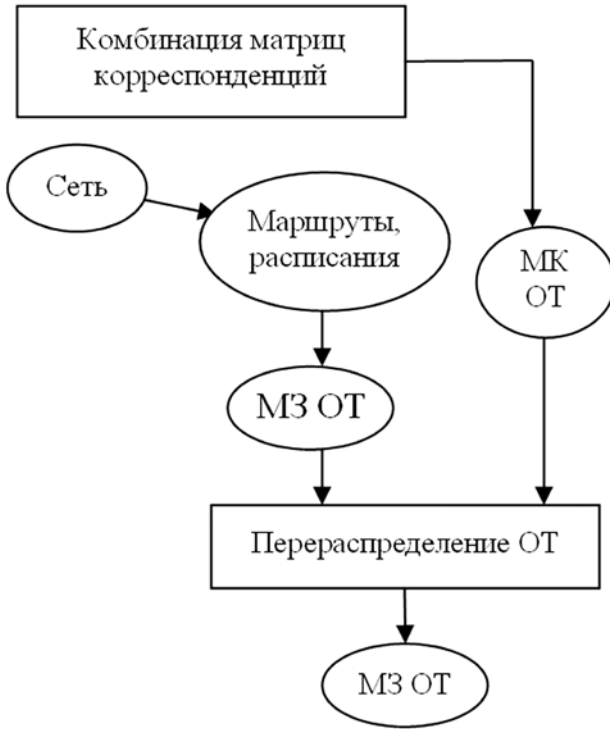 Комбинация матриц
корреспонденций
Сеть
Маршруты,
расписания
МК
ОТ
МЗ ОТ
Перераспределение ОТ
МЗ ОТ